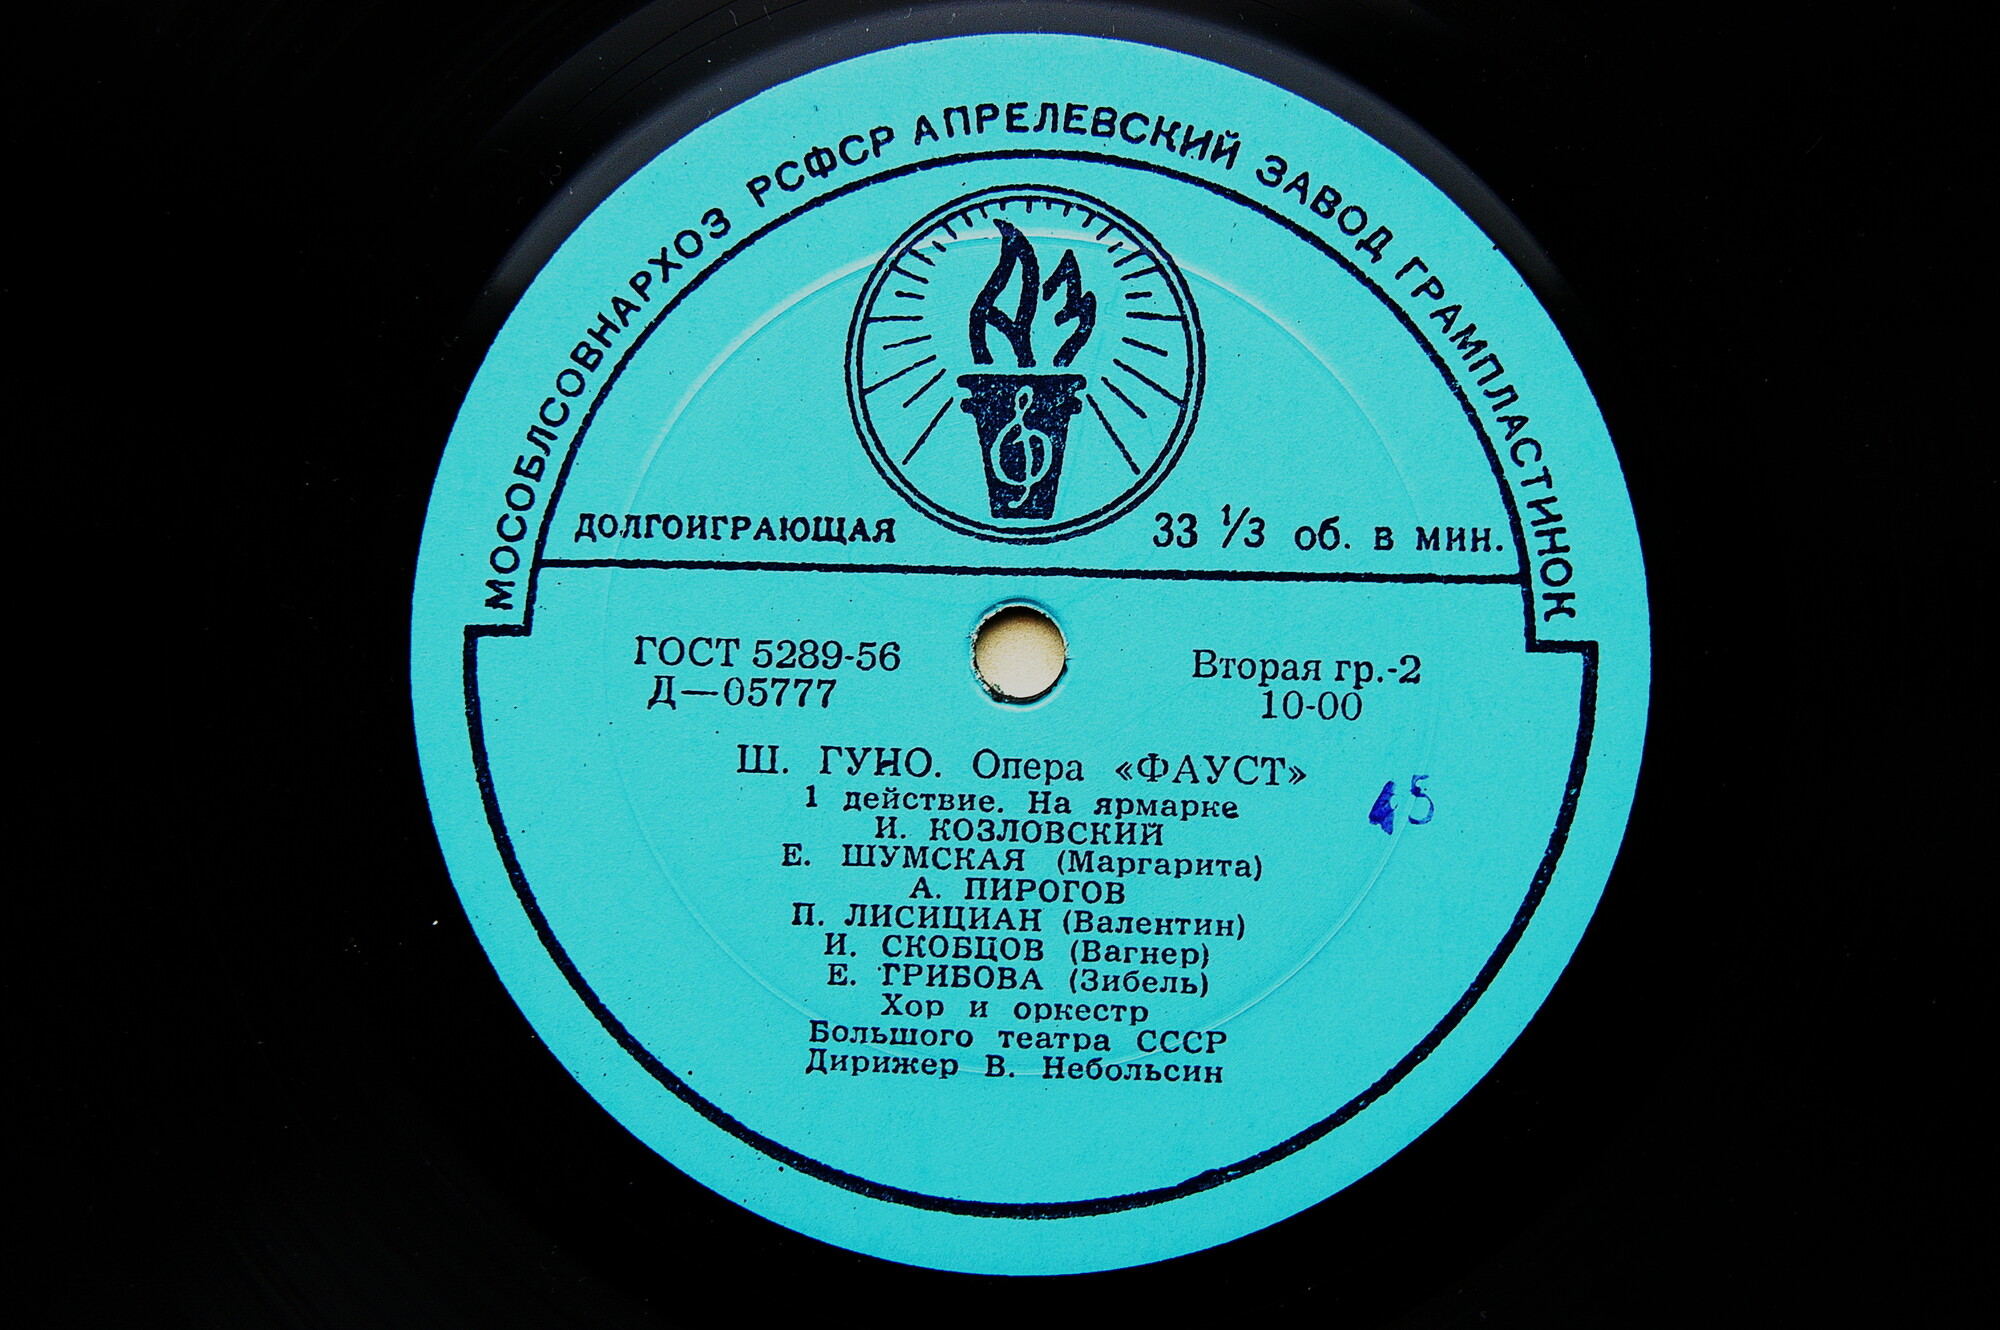 МОСОБЛСОВНАРХОЗ РСФСР АПРЕЛЕВСКИЙ ЗАВОД ГРАМПЛАСТИНОК
АЗ
ДОЛГОИГРАЮЩАЯ 33 1/3 об. в мин.
ГОСТ 5289-56 Вторая гр.-2
Д—05777 10-00
Ш. ГУНО. Опера «ФАУСТ»
1 действие. На ярмарке
45
И. КОЗЛОВСКИЙ
Е. ШУМСКАЯ (Маргарита)
А. ПИРОГОВ
П. ЛИСИЦИАН (Валентин)
И. СКОБЦОВ (Вагнер)
Е. ГРИБОВА (Зибель)
Хор и оркестр
Большого театра СССР
Дирижер В. Небольсин